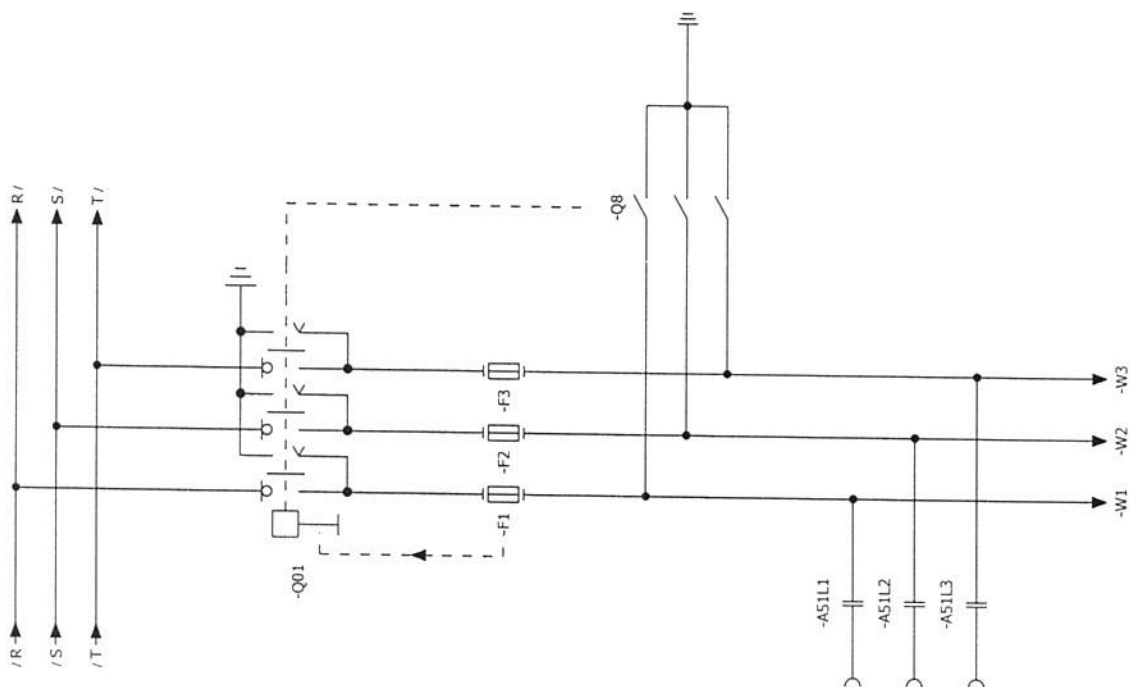 /R
/S
/T
R/
S/
T/
-Q01
-F1
-F2
-F3
-Q8
-A51L1
-A51L2
-A51L3
-W1
-W2
-W3